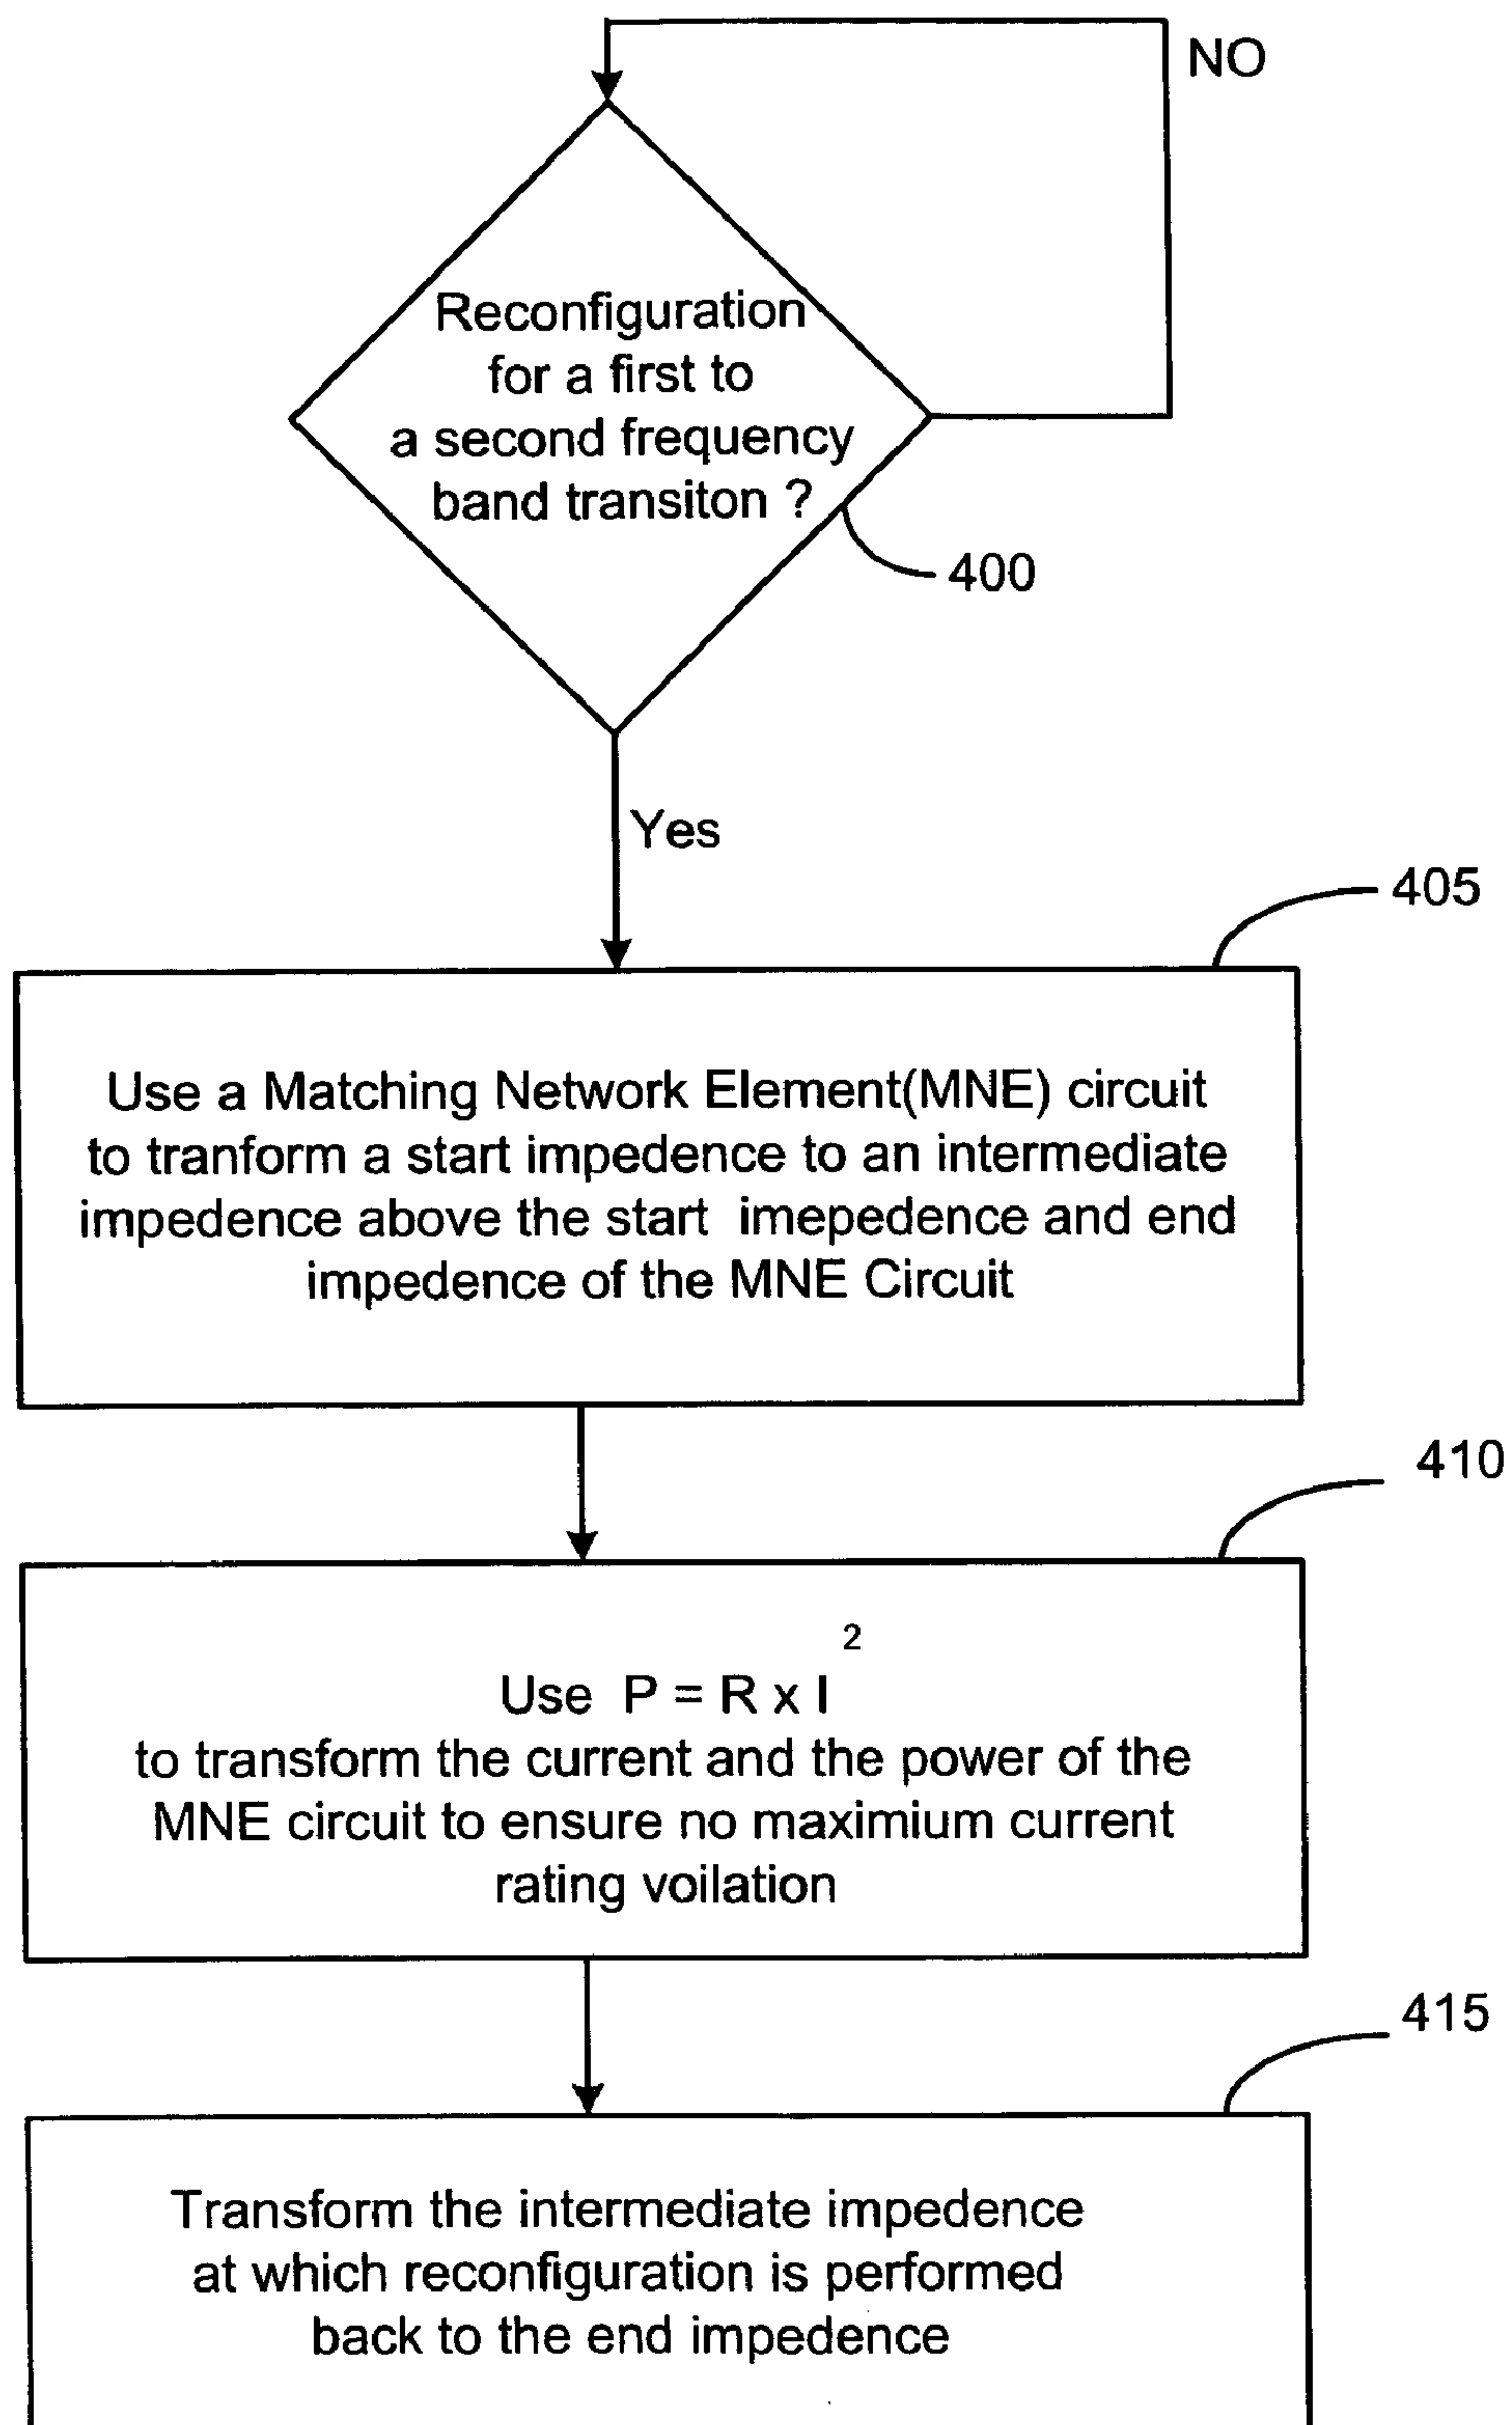 NO
Reconfiguration
for a first to
a second frequency
band transiton ?
400
Yes
405
Use a Matching Network Element(MNE) circuit
to tranform a start impedence to an intermediate
impedence above the start imepedence and end
impedence of the MNE Circuit
410
2
Use P = R x I
to transform the current and the power of the
MNE circuit to ensure no maximium current
rating voilation
415
Transform the intermediate impedence
at which reconfiguration is performed
back to the end impedence